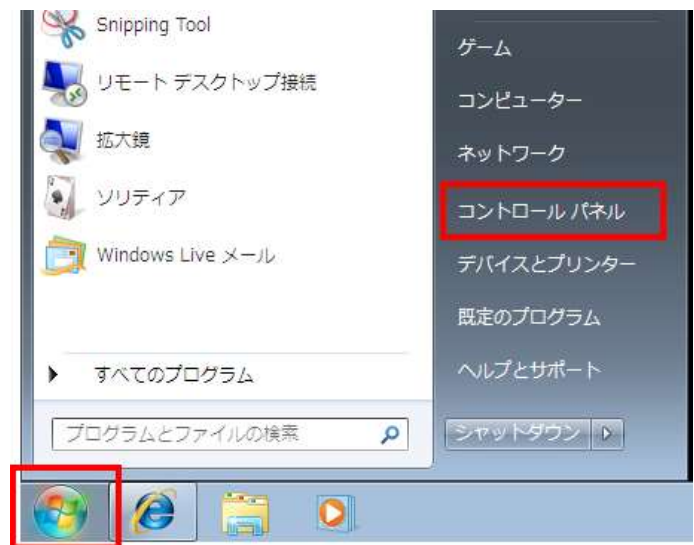 Snipping Tool
リモート デスクトップ接続
拡大鏡
ソリティア
Windows Live メール
すべてのプログラム
プログラムとファイルの検索
ゲーム
コンピューター
ネットワーク
コントロール パネル
デバイスとプリンター
既定のプログラム
ヘルプとサポート
シャットダウン